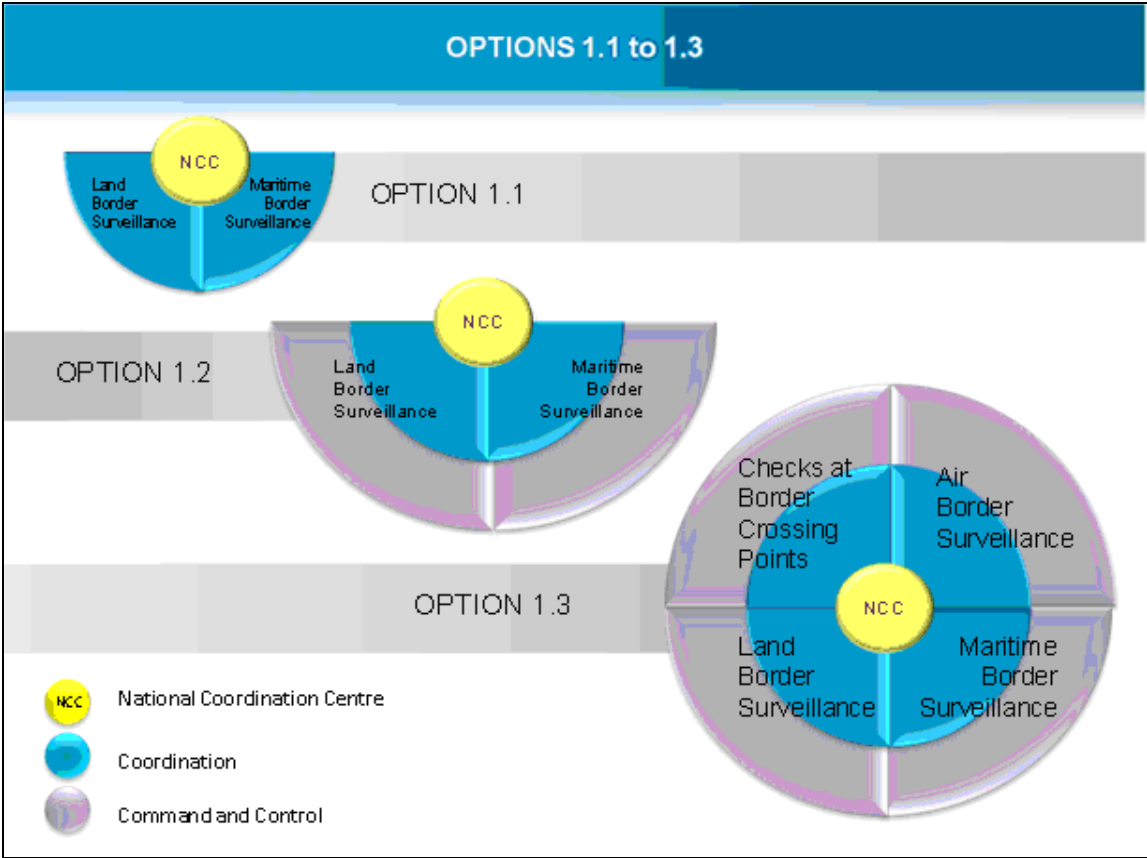 OPTIONS 1.1 to 1.3
NCC
Land
Border
Surveillance
Maritime
Border
Surveillance
OPTION 1.1
NCC
OPTION 1.2
Land
Border
Surveillance
Maritime
Border
Surveillance
Checks at
Border
Crossing
Points
Air
Border
Surveillance
OPTION 1.3
NCC
Land
Border
Surveillance
Maritime
Border
Surveillance
NCC National Coordination Centre
Coordination
Command and Control